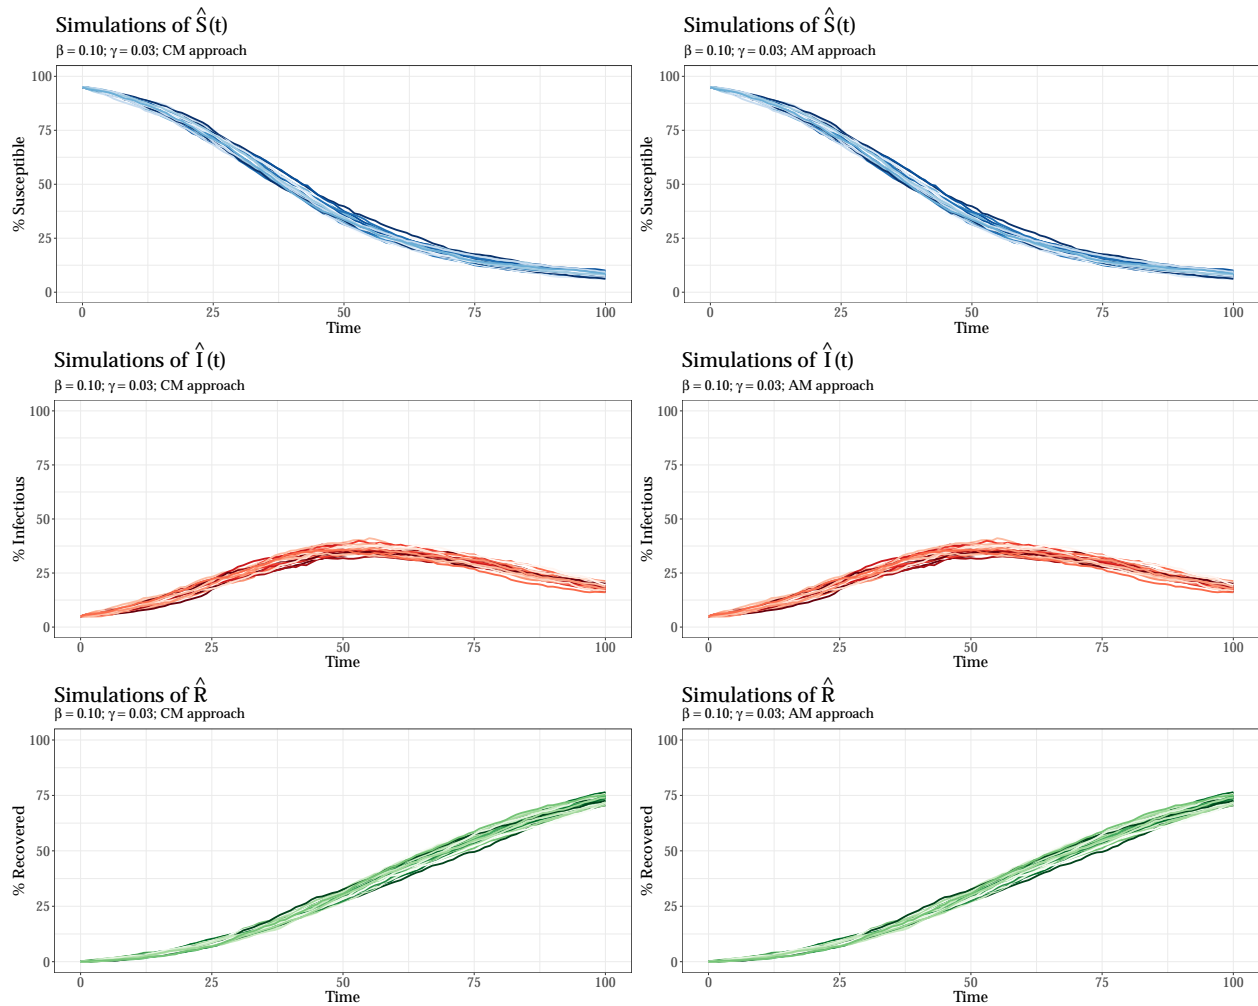 Simulations of Ŝ(t)
β = 0.10; γ = 0.03; CM approach
% Susceptible
100
75
50
25
0
0 25 50 75 100
Time
Simulations of Ŝ(t)
β = 0.10; γ = 0.03; AM approach
% Susceptible
100
75
50
25
0
0 25 50 75 100
Time
Simulations of Î(t)
β = 0.10; γ = 0.03; CM approach
% Infectious
100
75
50
25
0
0 25 50 75 100
Time
Simulations of Î(t)
β = 0.10; γ = 0.03; AM approach
% Infectious
100
75
50
25
0
0 25 50 75 100
Time
Simulations of R̂
β = 0.10; γ = 0.03; CM approach
% Recovered
100
75
50
25
0
0 25 50 75 100
Time
Simulations of R̂
β = 0.10; γ = 0.03; AM approach
% Recovered
100
75
50
25
0
0 25 50 75 100
Time